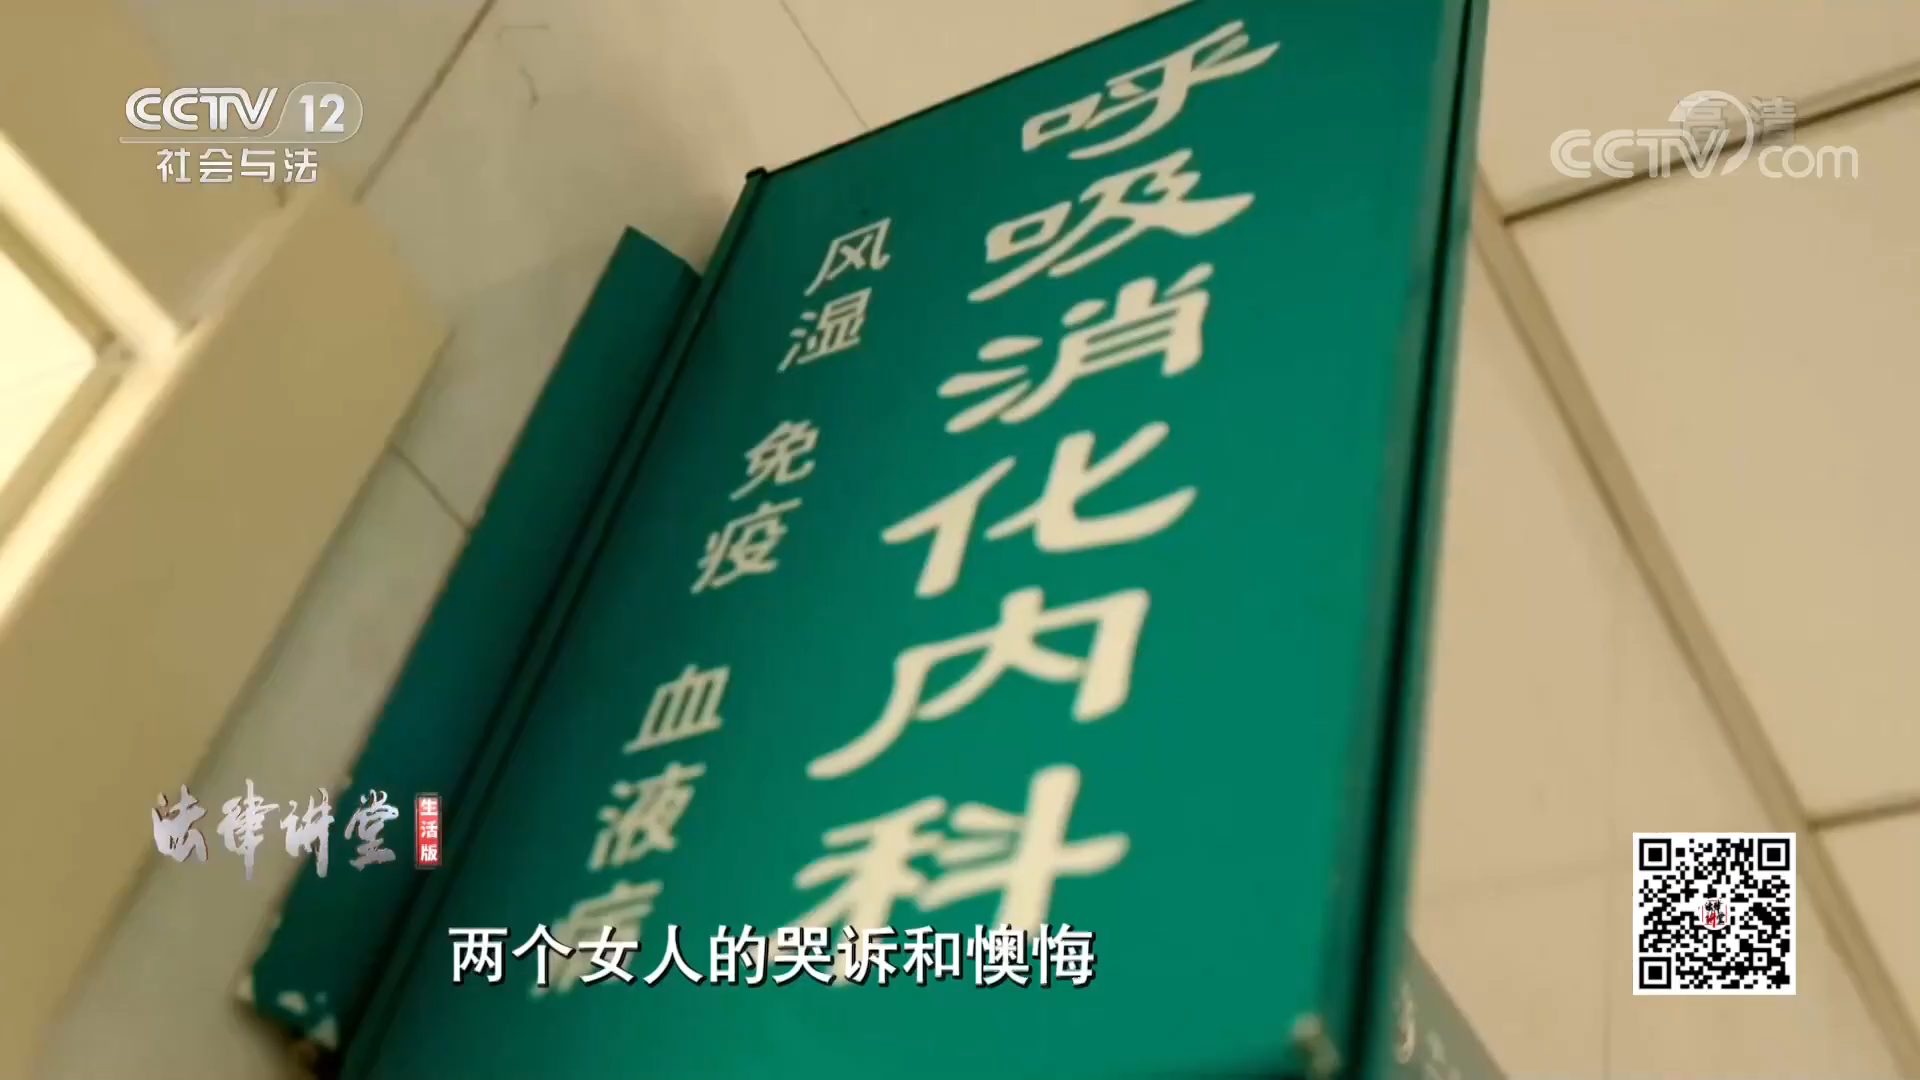 CCTV 12
社会与法
高清
CCTV.com
呼吸消化内科
风湿 免疫 血液病
法律讲堂
生活版
两个女人的哭诉和懊悔